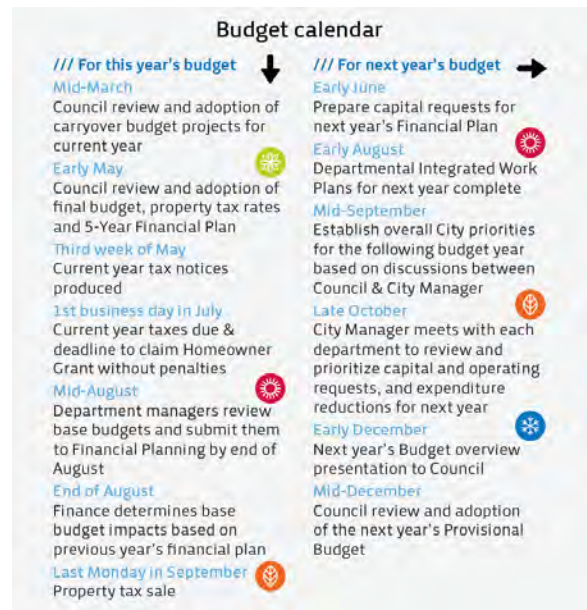 Budget calendar
/// For this year's budget
Mid-March
Council review and adoption of
carryover budget projects for
current year
Early May
Council review and adoption of
final budget, property tax rates
and 5-Year Financial Plan
Third week of May
Current year tax notices
produced
1st business day in July
Current year taxes due &
deadline to claim Homeowner
Grant without penalties
Mid-August
Department managers review
base budgets and submit them
to Financial Planning by end of
August
End of August
Finance determines base
budget impacts based on
previous year's financial plan
Last Monday in September
Property tax sale
/// For next year's budget
Early June
Prepare capital requests for
next year's Financial Plan
Early August
Departmental Integrated Work
Plans for next year complete
Mid-September
Establish overall City priorities
for the following budget year
based on discussions between
Council & City Manager
Late October
City Manager meets with each
department to review and
prioritize capital and operating
requests, and expenditure
reductions for next year
Early December
Next year's Budget overview
presentation to Council
Mid-December
Council review and adoption
of the next year's Provisional
Budget